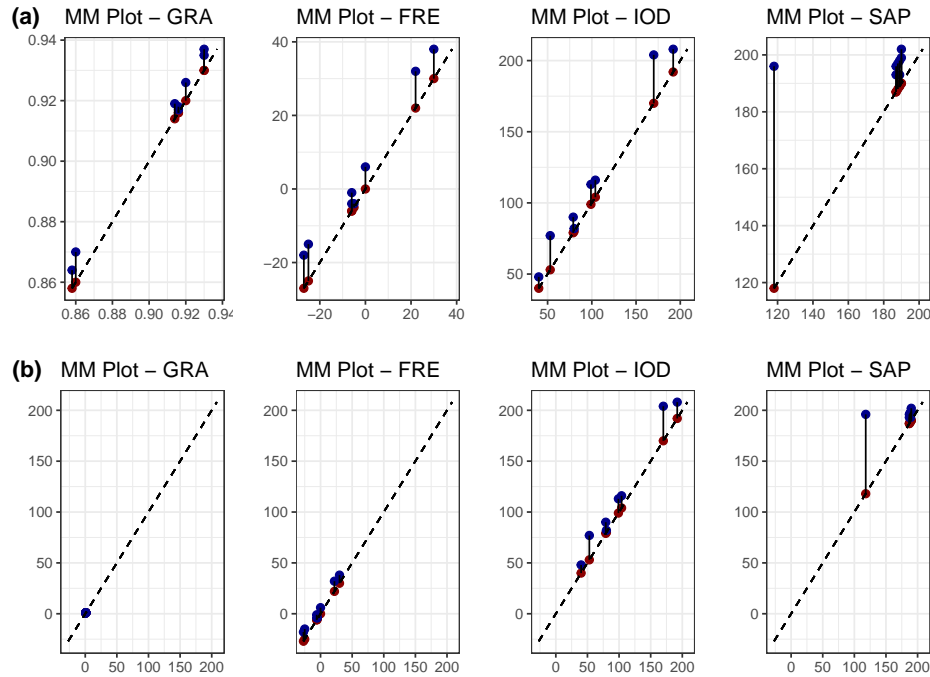 (a) MM Plot – GRA MM Plot – FRE MM Plot – IOD MM Plot – SAP
0.94 40 200 200
0.92 20 150 180
0.90 0 100 160
0.88 −20 50 140
0.86 120
0.86 0.88 0.90 0.92 0.94 −20 0 20 40 50 100 150 200 120 140 160 180 200
(b) MM Plot – GRA MM Plot – FRE MM Plot – IOD MM Plot – SAP
200 200 200 200
150 150 150 150
100 100 100 100
50 50 50 50
0 0 0 0
0 50 100 150 200 0 50 100 150 200 0 50 100 150 200 0 50 100 150 200